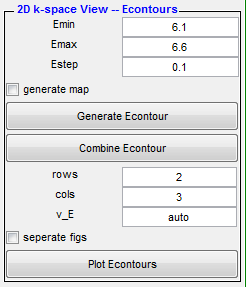 2D k-space View -- Econtours
Emin 6.1
Emax 6.6
Estep 0.1
generate map
Generate Econtour
Combine Econtour
rows 2
cols 3
v_E auto
seperate figs
Plot Econtours